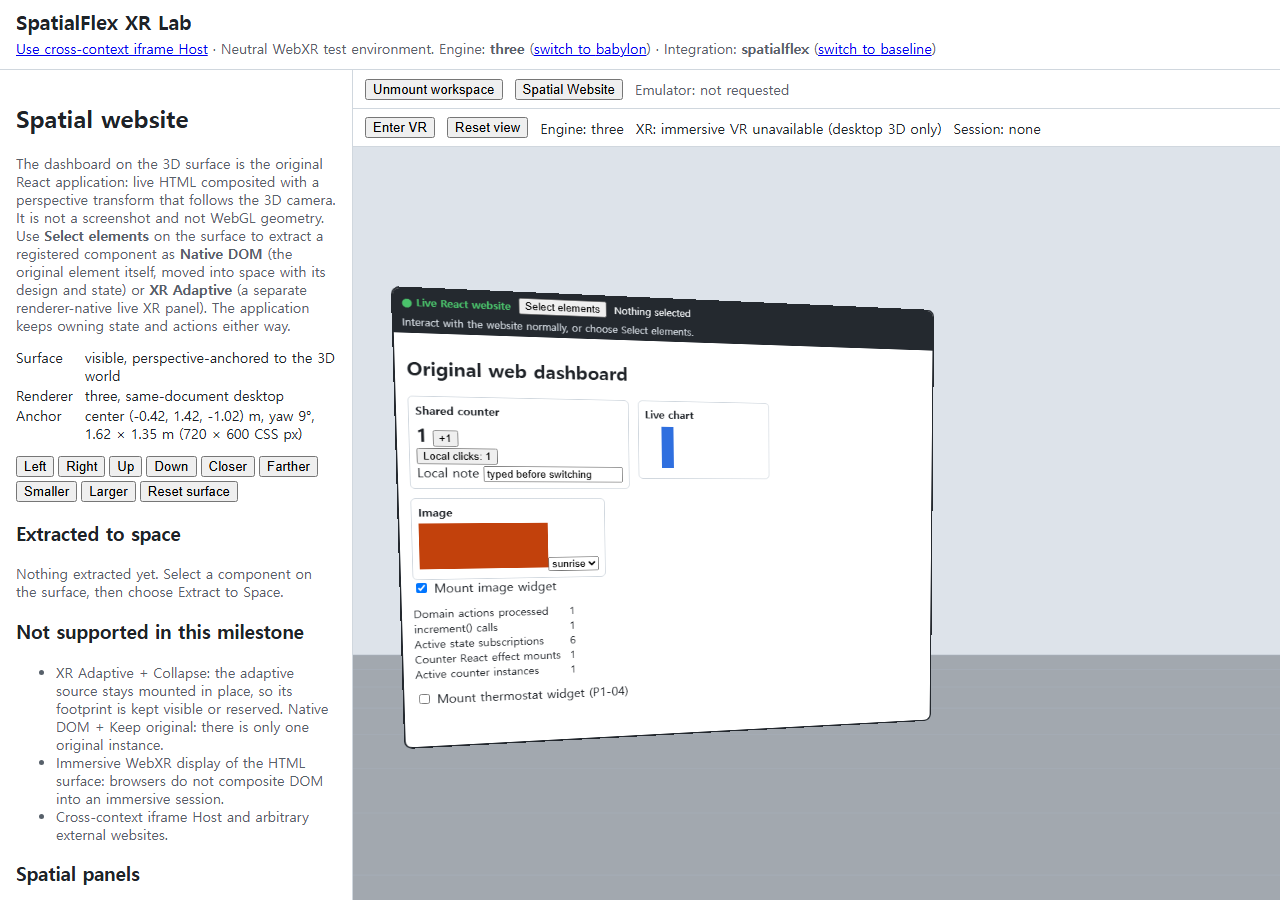 SpatialFlex XR Lab
Use cross-context iframe Host · Neutral WebXR test environment. Engine: three (switch to babylon) · Integration: spatialflex (switch to baseline)
Spatial website
The dashboard on the 3D surface is the original
React application: live HTML composited with a
perspective transform that follows the 3D camera.
It is not a screenshot and not WebGL geometry.
Use Select elements on the surface to extract a
registered component as Native DOM (the
original element itself, moved into space with its
design and state) or XR Adaptive (a separate
renderer-native live XR panel). The application
keeps owning state and actions either way.
Surface visible, perspective-anchored to the 3D
world
Renderer three, same-document desktop
Anchor center (-0.42, 1.42, -1.02) m, yaw 9°,
1.62 × 1.35 m (720 × 600 CSS px)
Left Right Up Down Closer Farther
Smaller Larger Reset surface
Extracted to space
Nothing extracted yet. Select a component on
the surface, then choose Extract to Space.
Not supported in this milestone
• XR Adaptive + Collapse: the adaptive
source stays mounted in place, so its
footprint is kept visible or reserved. Native
DOM + Keep original: there is only one
original instance.
• Immersive WebXR display of the HTML
surface: browsers do not composite DOM
into an immersive session.
• Cross-context iframe Host and arbitrary
external websites.
Spatial panels
Unmount workspace Spatial Website Emulator: not requested
Enter VR Reset view Engine: three XR: immersive VR unavailable (desktop 3D only) Session: none
Live React website Select elements Nothing selected
Interact with the website normally, or choose Select elements.
Original web dashboard
Shared counter
1 +1
Local clicks: 1
Local note typed before switching
Live chart
Image
sunrise
Mount image widget
Domain actions processed 1
increment() calls 1
Active state subscriptions 6
Counter React effect mounts 1
Active counter instances 1
Mount thermostat widget (P1-04)